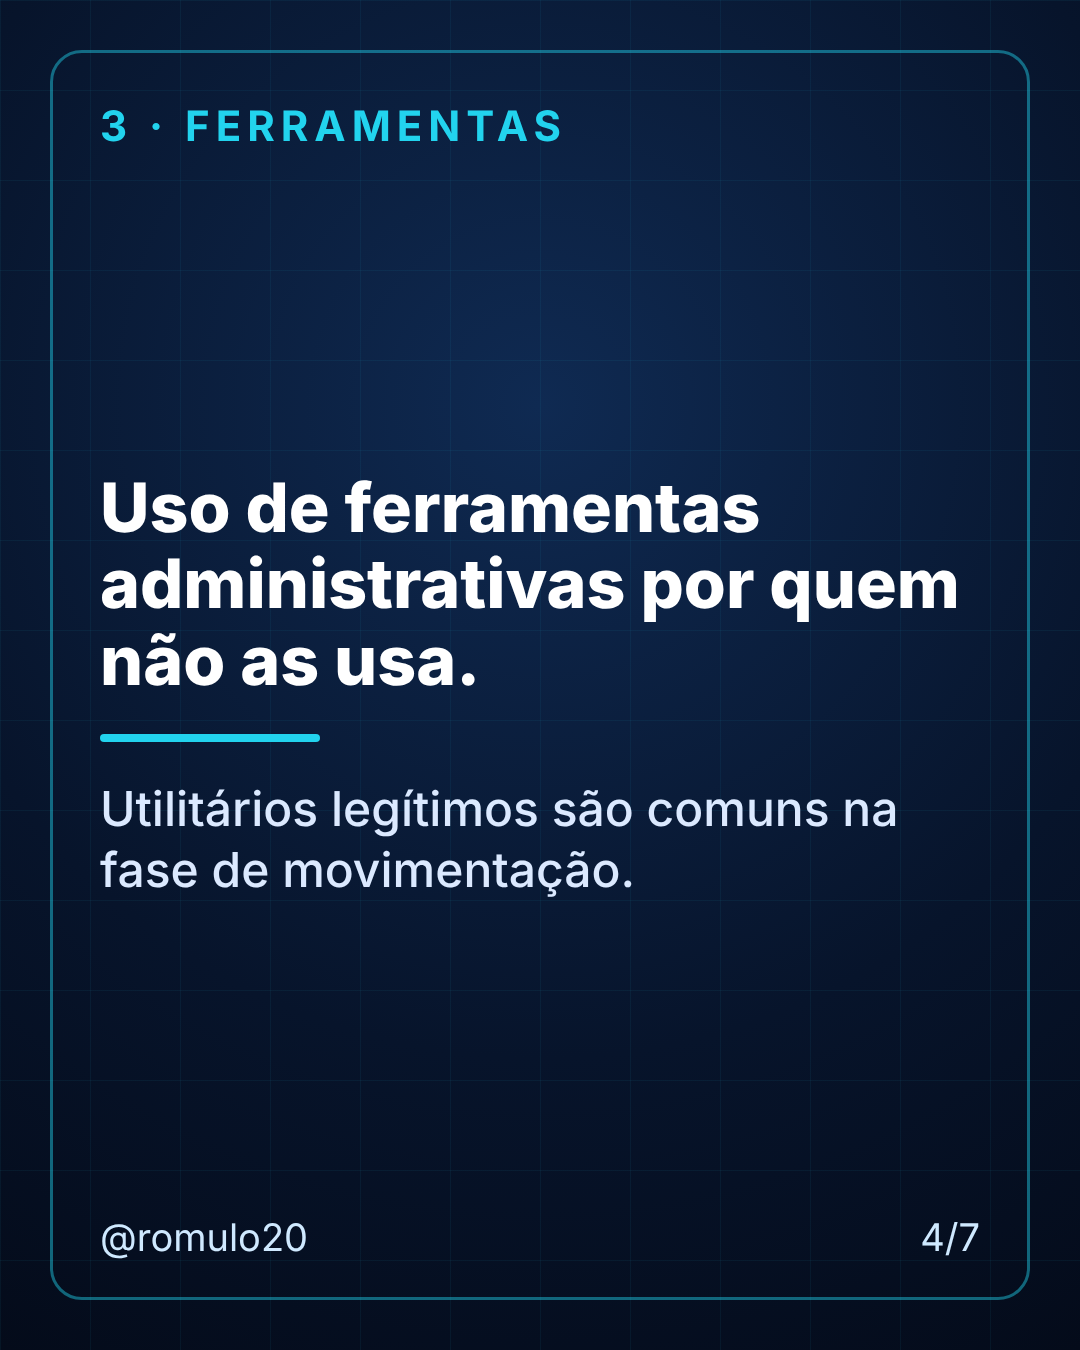 3 · FERRAMENTAS
Uso de ferramentas
administrativas por quem
não as usa.
Utilitários legítimos são comuns na
fase de movimentação.
@romulo20
4/7